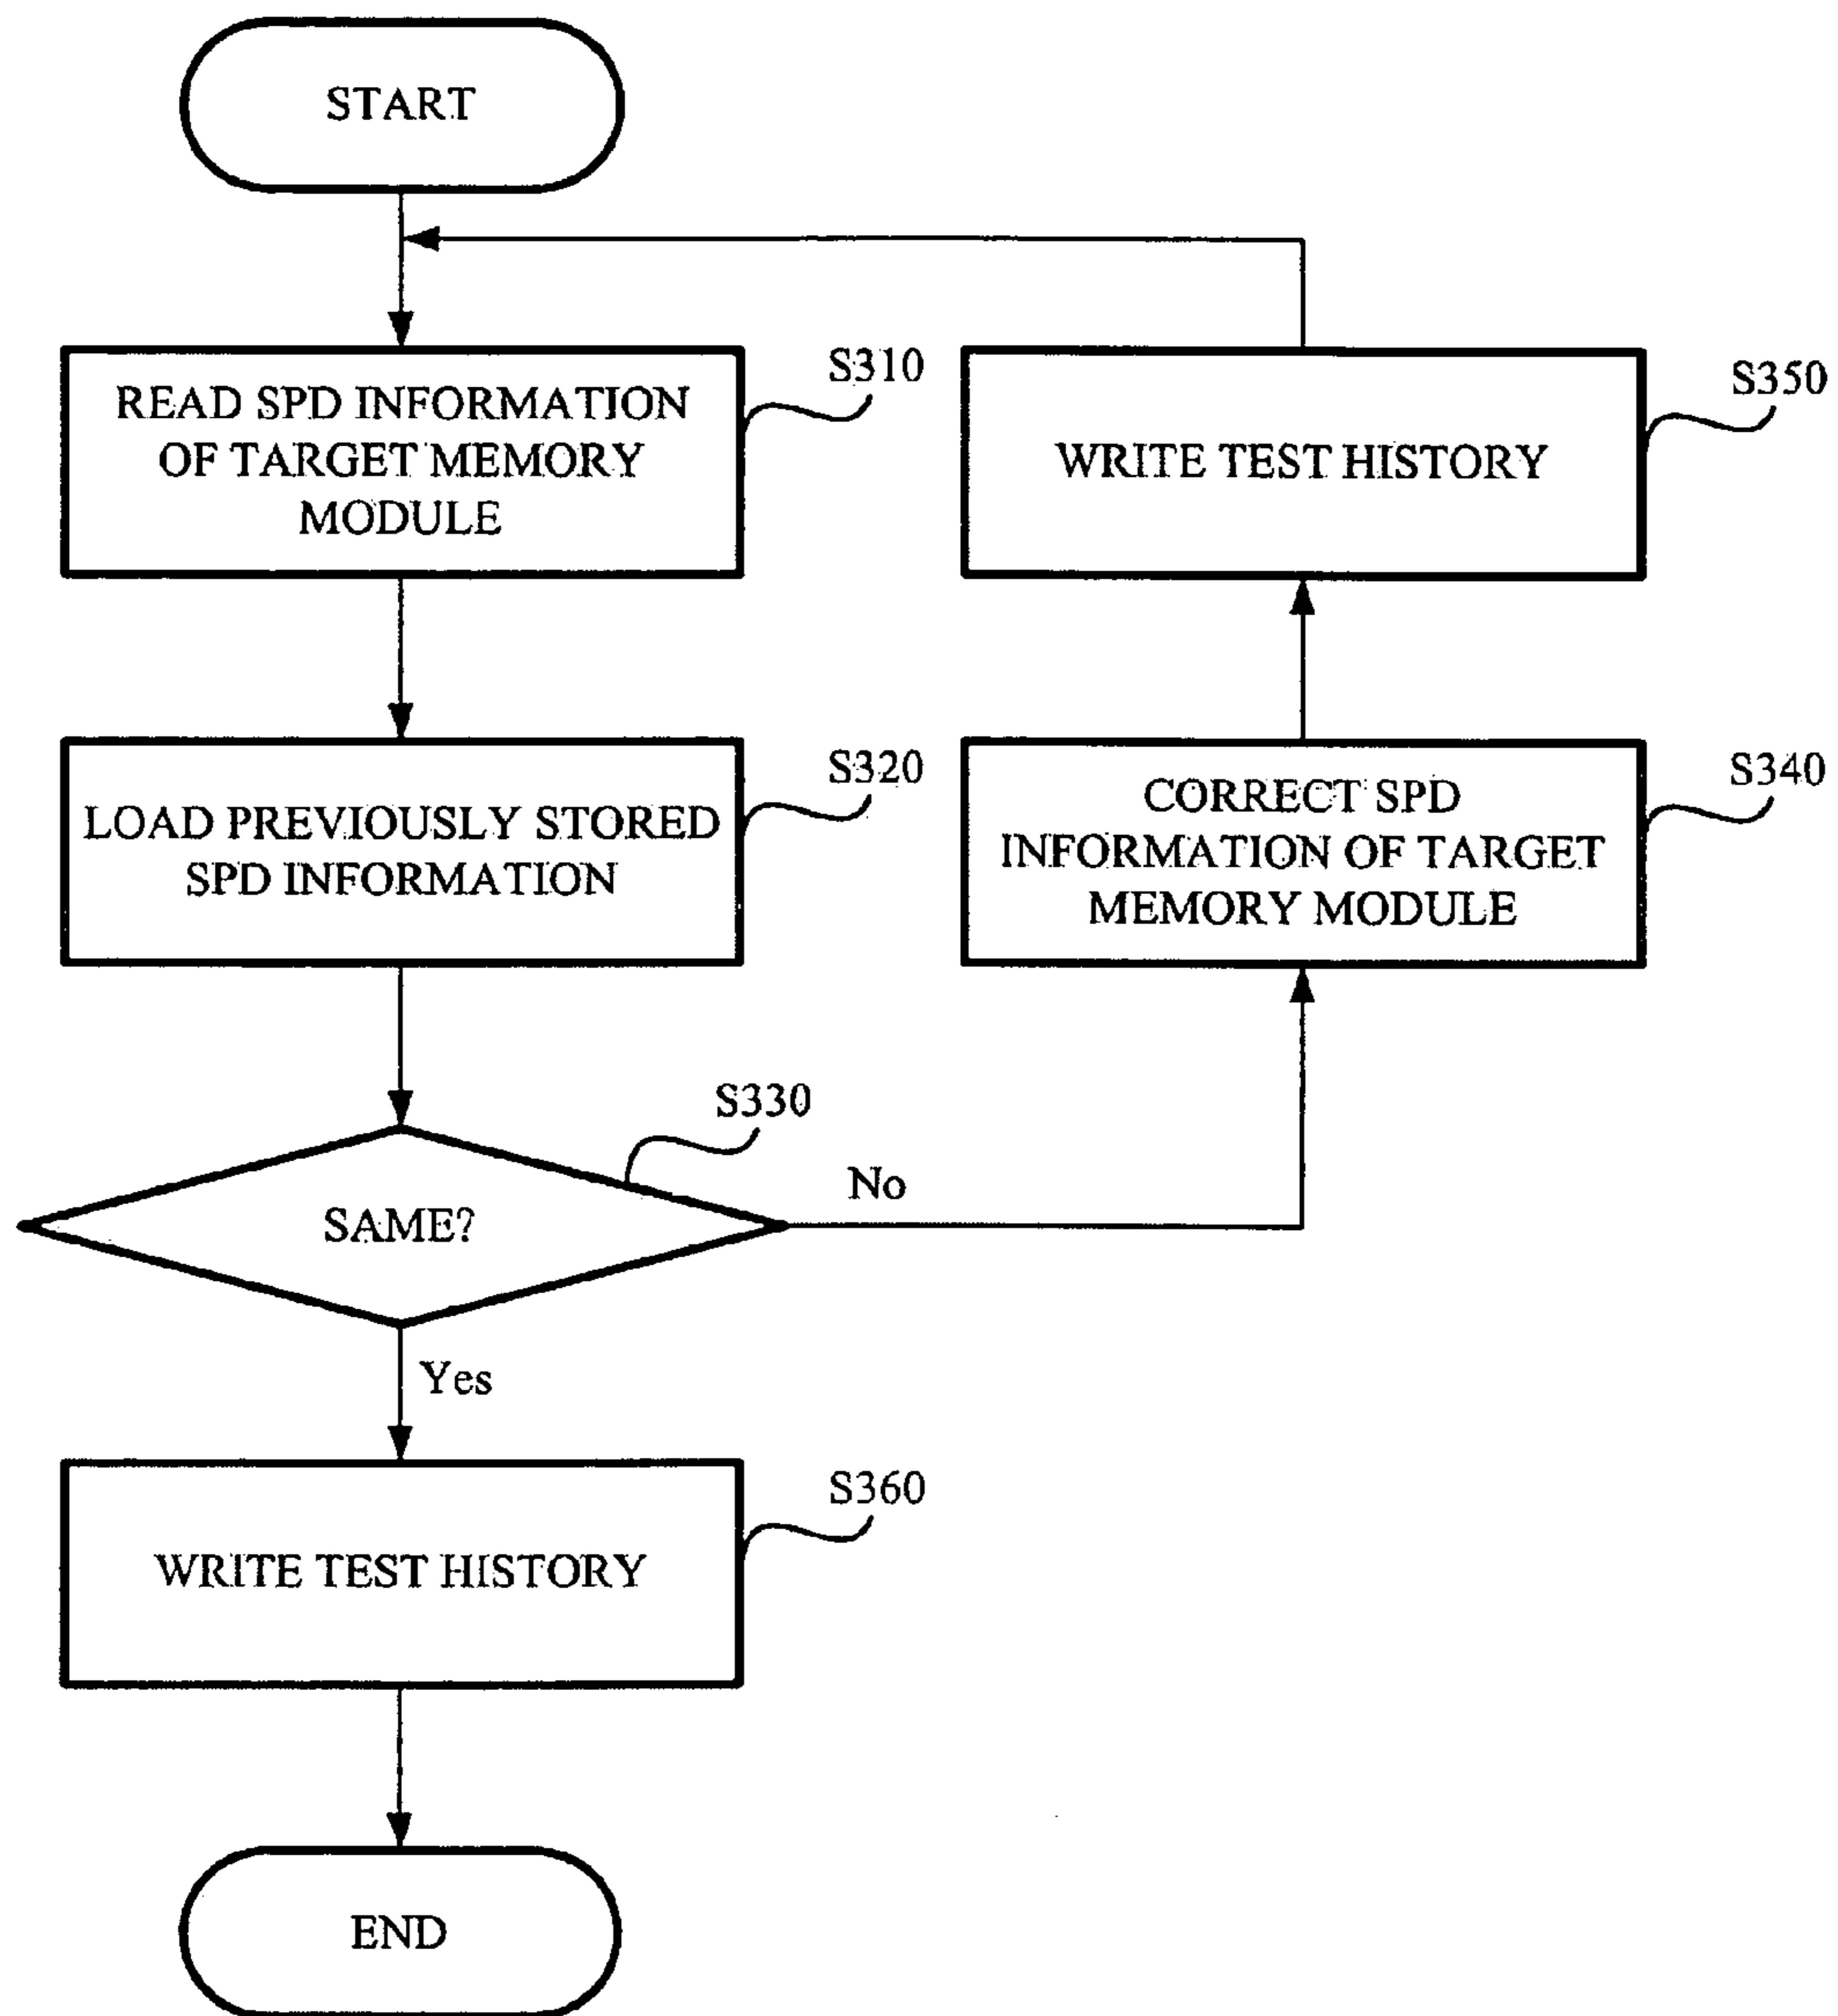 START
READ SPD INFORMATION
OF TARGET MEMORY
MODULE
S310
WRITE TEST HISTORY
S350
LOAD PREVIOUSLY STORED
SPD INFORMATION
S320
CORRECT SPD
INFORMATION OF TARGET
MEMORY MODULE
S340
SAME?
S330
No
Yes
WRITE TEST HISTORY
S360
END